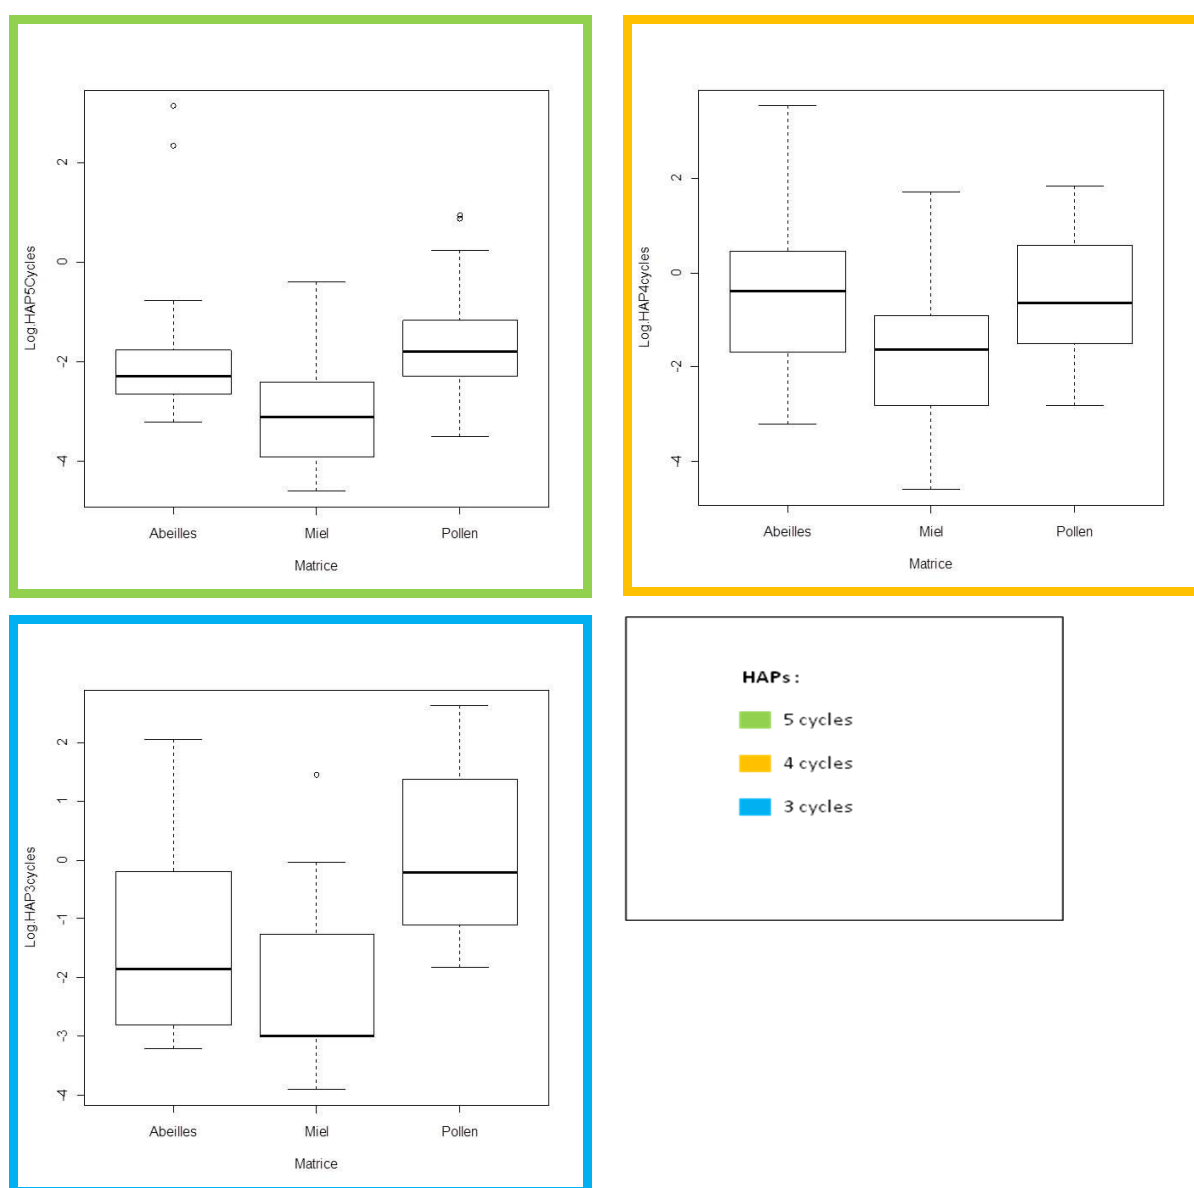 Log.HAP5Cycles
2
0
-2
-4
Abeilles Miel Pollen
Matrice
Log.HAP4cycles
2
0
-2
-4
Abeilles Miel Pollen
Matrice
Log.HAP3cycles
2
1
0
-1
-2
-3
-4
Abeilles Miel Pollen
Matrice
HAPs :
5 cycles
4 cycles
3 cycles